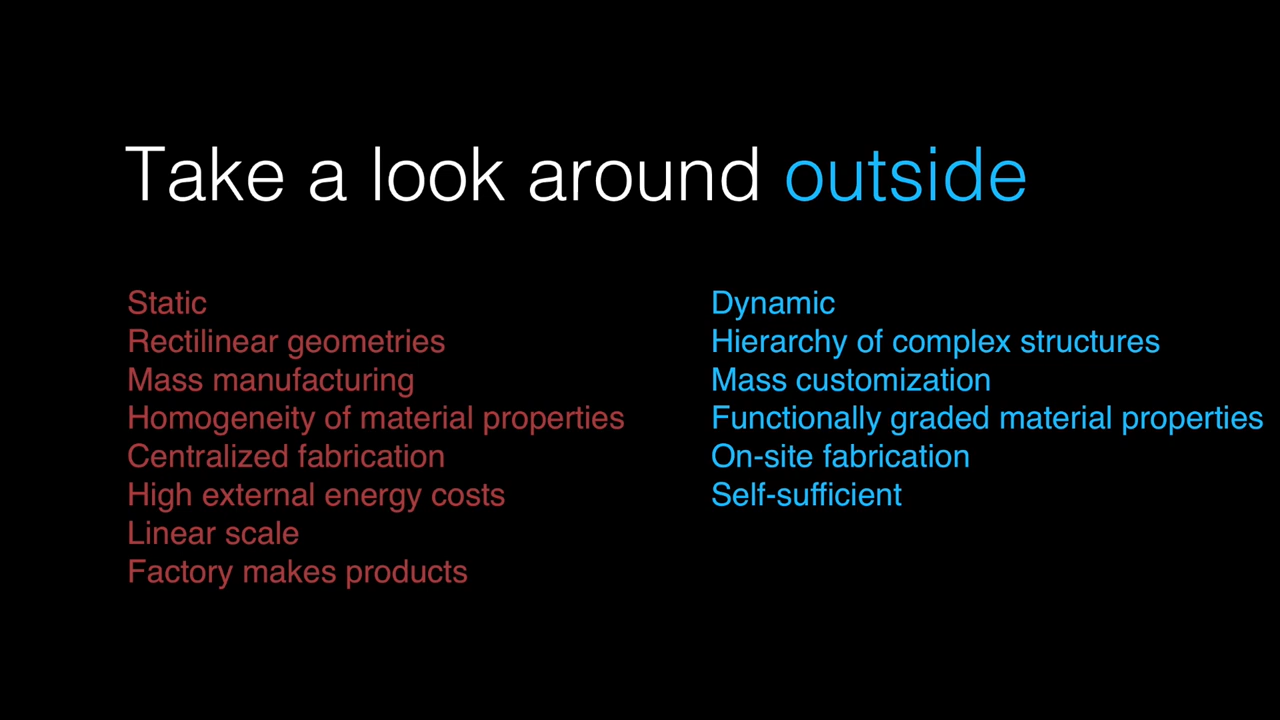 Take a look around outside
Static
Rectilinear geometries
Mass manufacturing
Homogeneity of material properties
Centralized fabrication
High external energy costs
Linear scale
Factory makes products
Dynamic
Hierarchy of complex structures
Mass customization
Functionally graded material properties
On-site fabrication
Self-sufficient